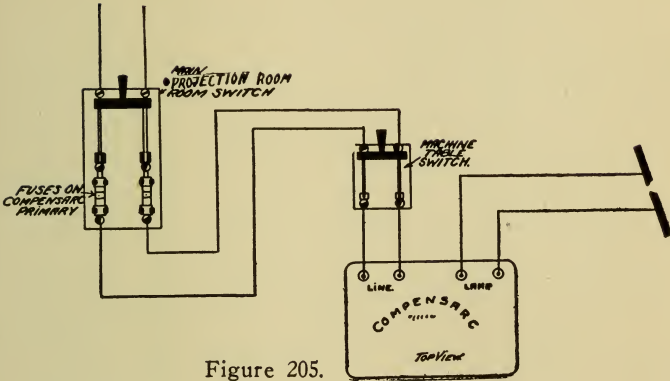 MAIN
PROJECTION ROOM
ROOM SWITCH
MACHINE
TABLE
SWITCH.
FUSES ON
COMPENSARC
PRIMARY
LINE
LAMP
COMPENSARC
TOP VIEW
Figure 205.